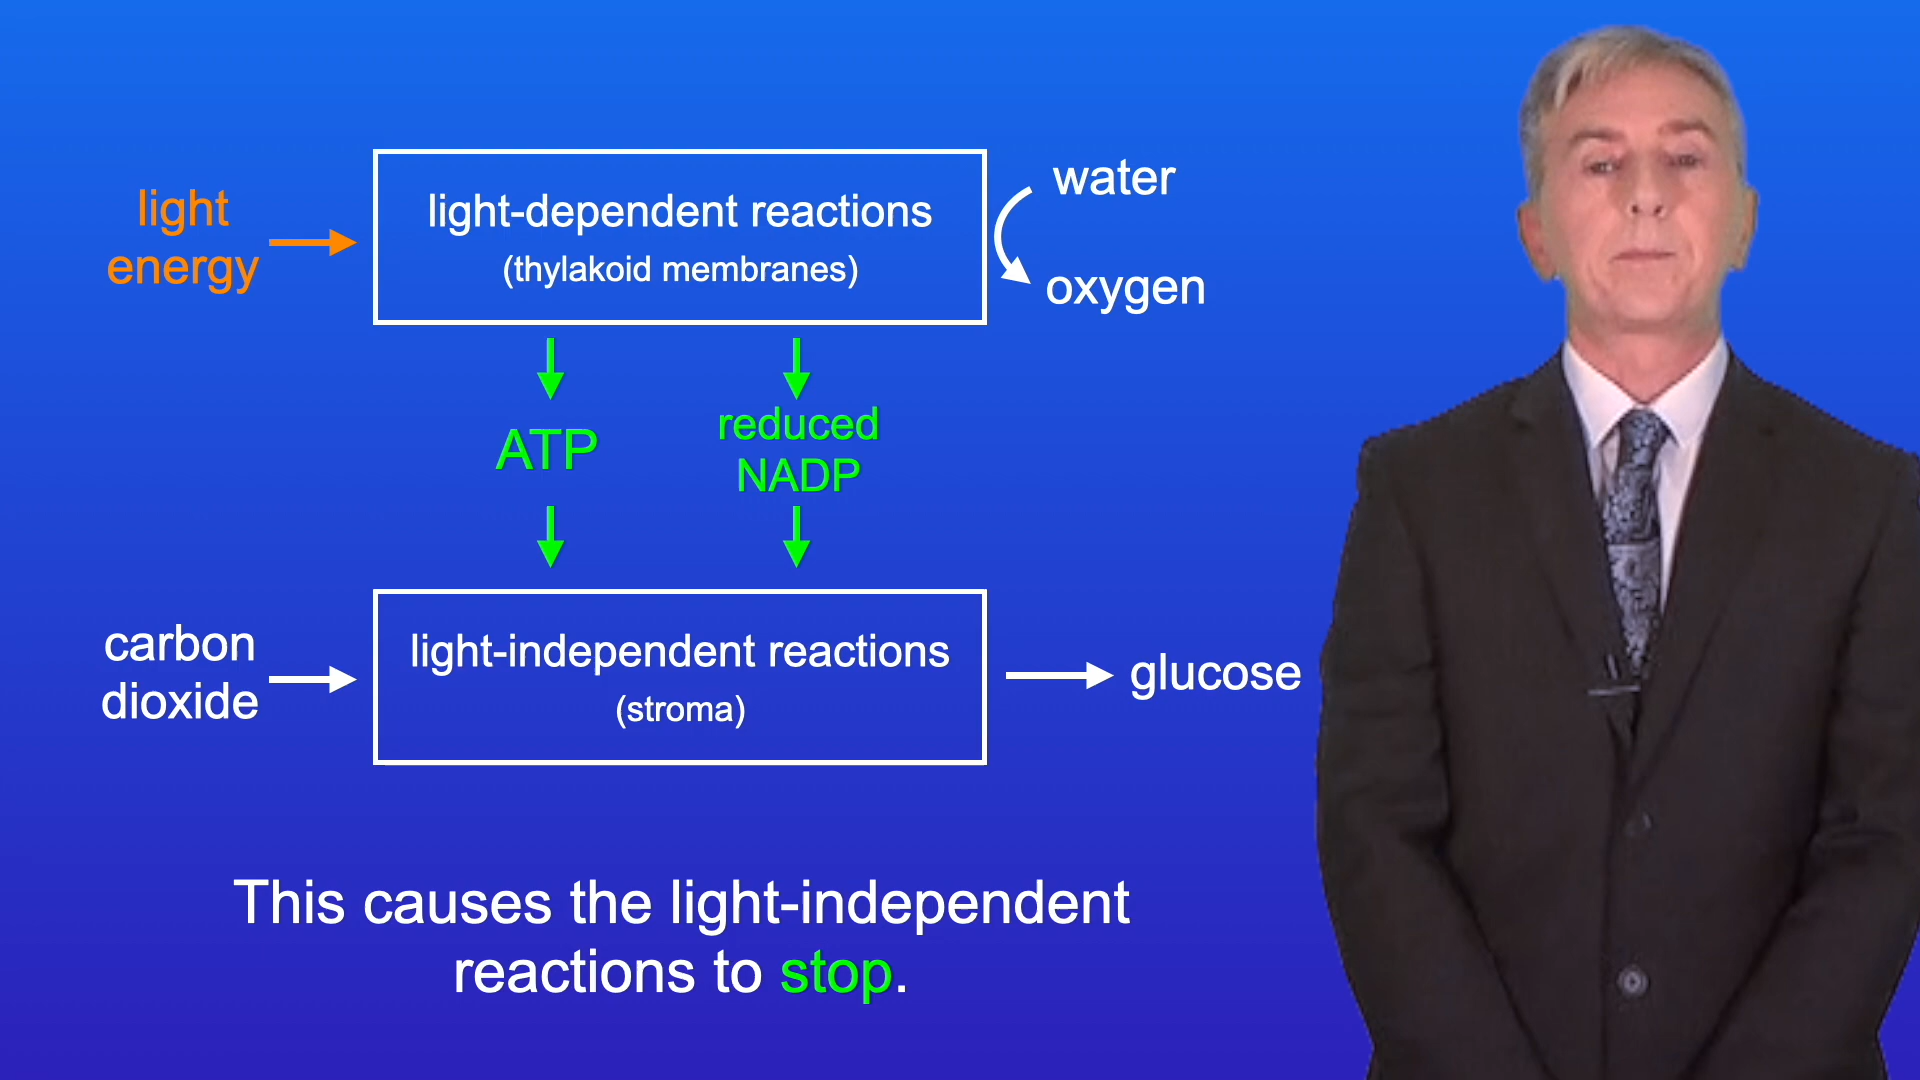 light
energy
light-dependent reactions
(thylakoid membranes)
water
oxygen
ATP
reduced
NADP
carbon
dioxide
light-independent reactions
(stroma)
glucose
This causes the light-independent
reactions to stop.